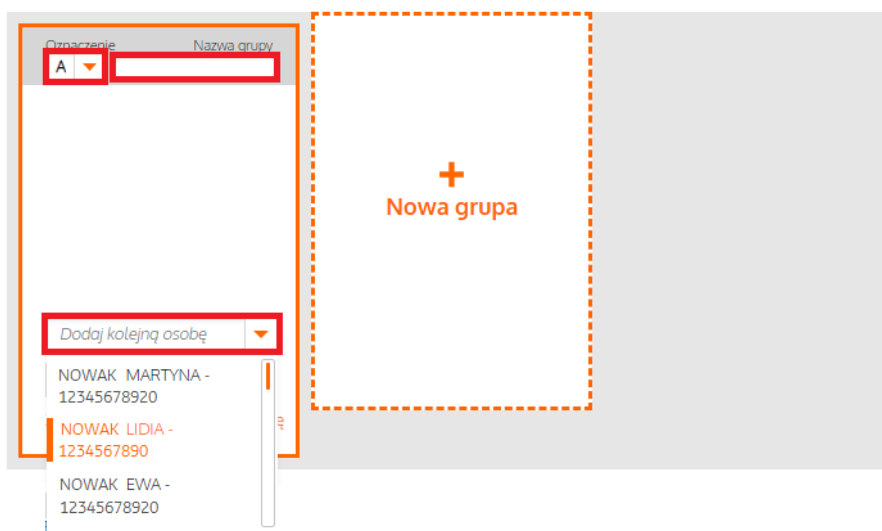 Oznaczenie Nazwa grupy
A
+
Nowa grupa
Dodaj kolejną osobę
NOWAK MARTYNA -
12345678920
NOWAK LIDIA -
1234567890
NOWAK EWA -
12345678920